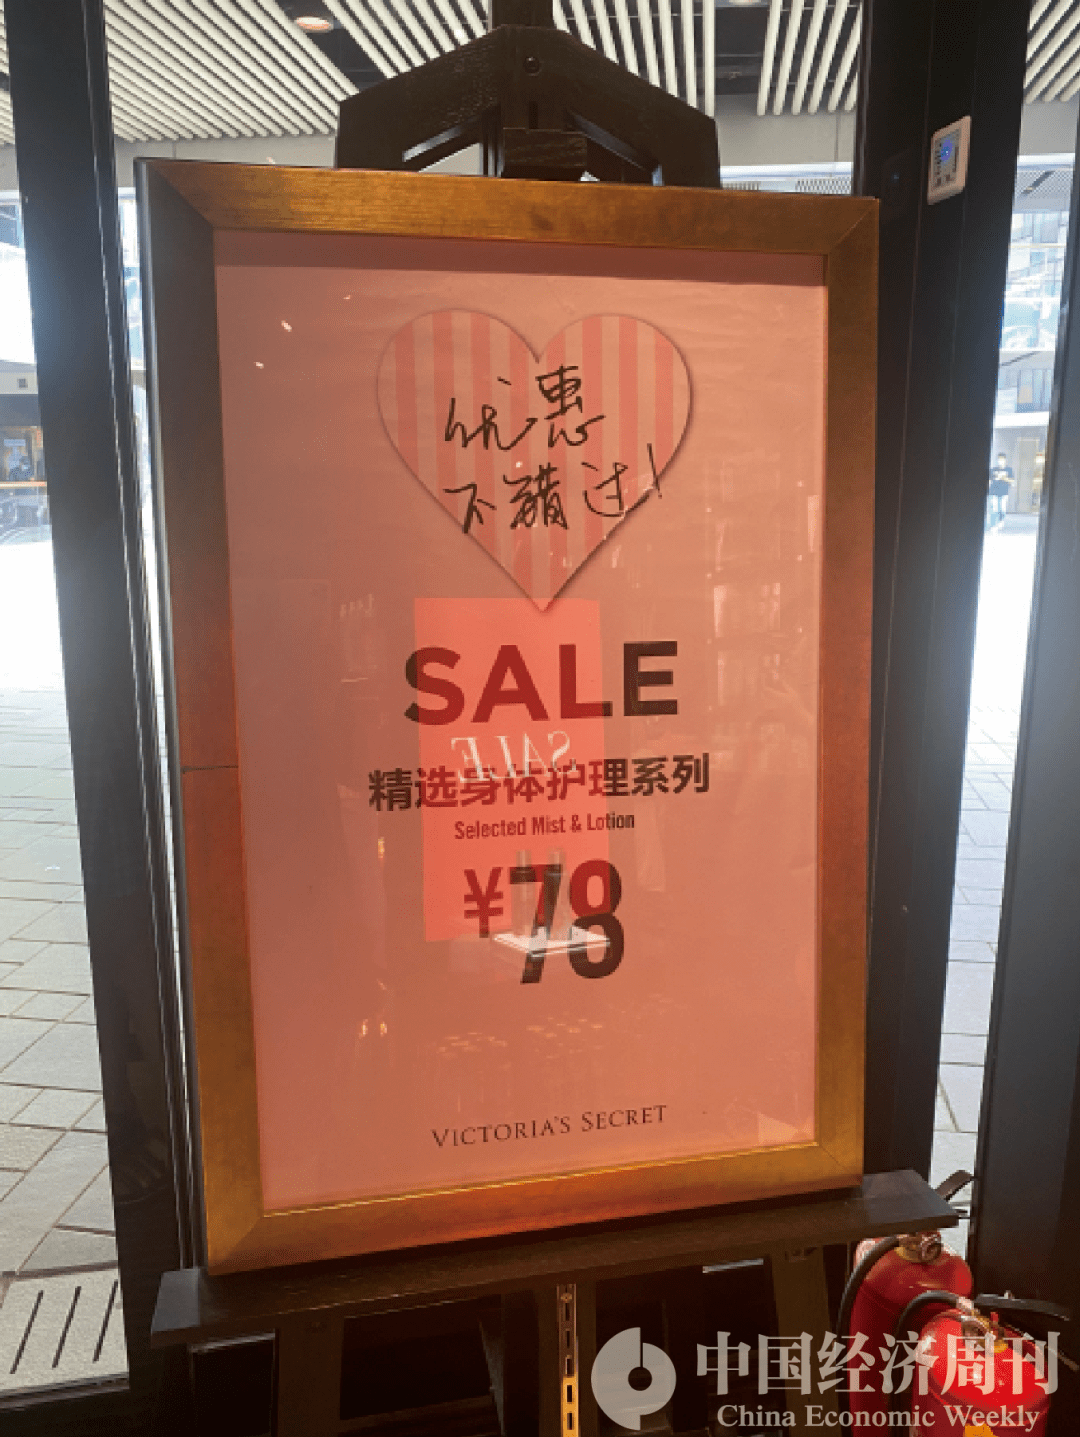 优惠
不错过!
SALE
SALE
精选身体护理系列
Selected Mist & Lotion
¥78
VICTORIA'S SECRET
中国经济周刊
China Economic Weekly